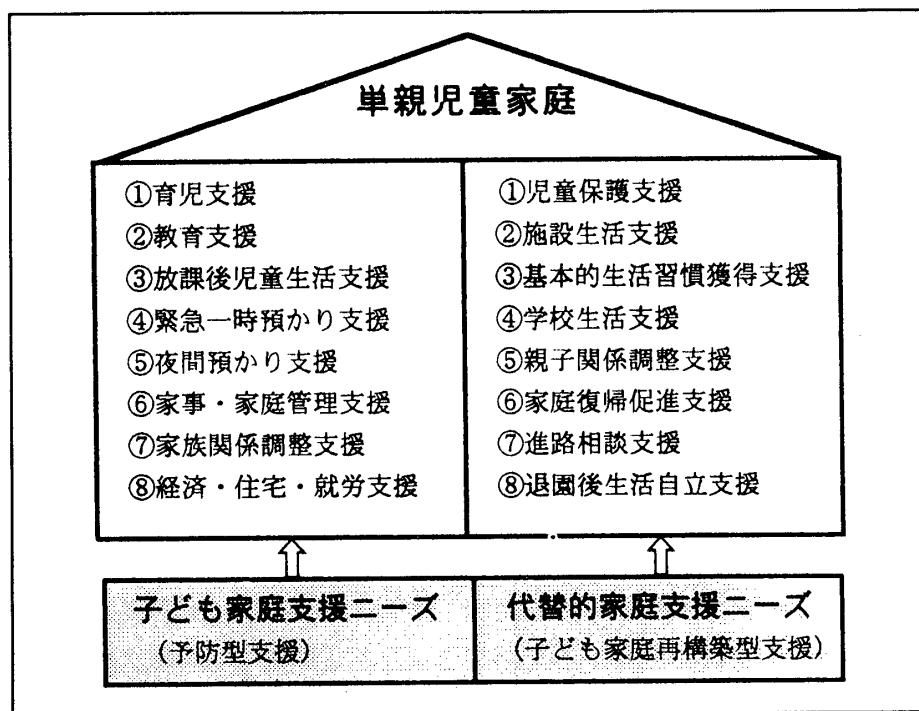 単親児童家庭
①育児支援
②教育支援
③放課後児童生活支援
④緊急一時預かり支援
⑤夜間預かり支援
⑥家事・家庭管理支援
⑦家族関係調整支援
⑧経済・住宅・就労支援
①児童保護支援
②施設生活支援
③基本的生活習慣獲得支援
④学校生活支援
⑤親子関係調整支援
⑥家庭復帰促進支援
⑦進路相談支援
⑧退園後生活自立支援
子ども家庭支援ニーズ
(予防型支援)
代替的家庭支援ニーズ
(子ども家庭再構築型支援)